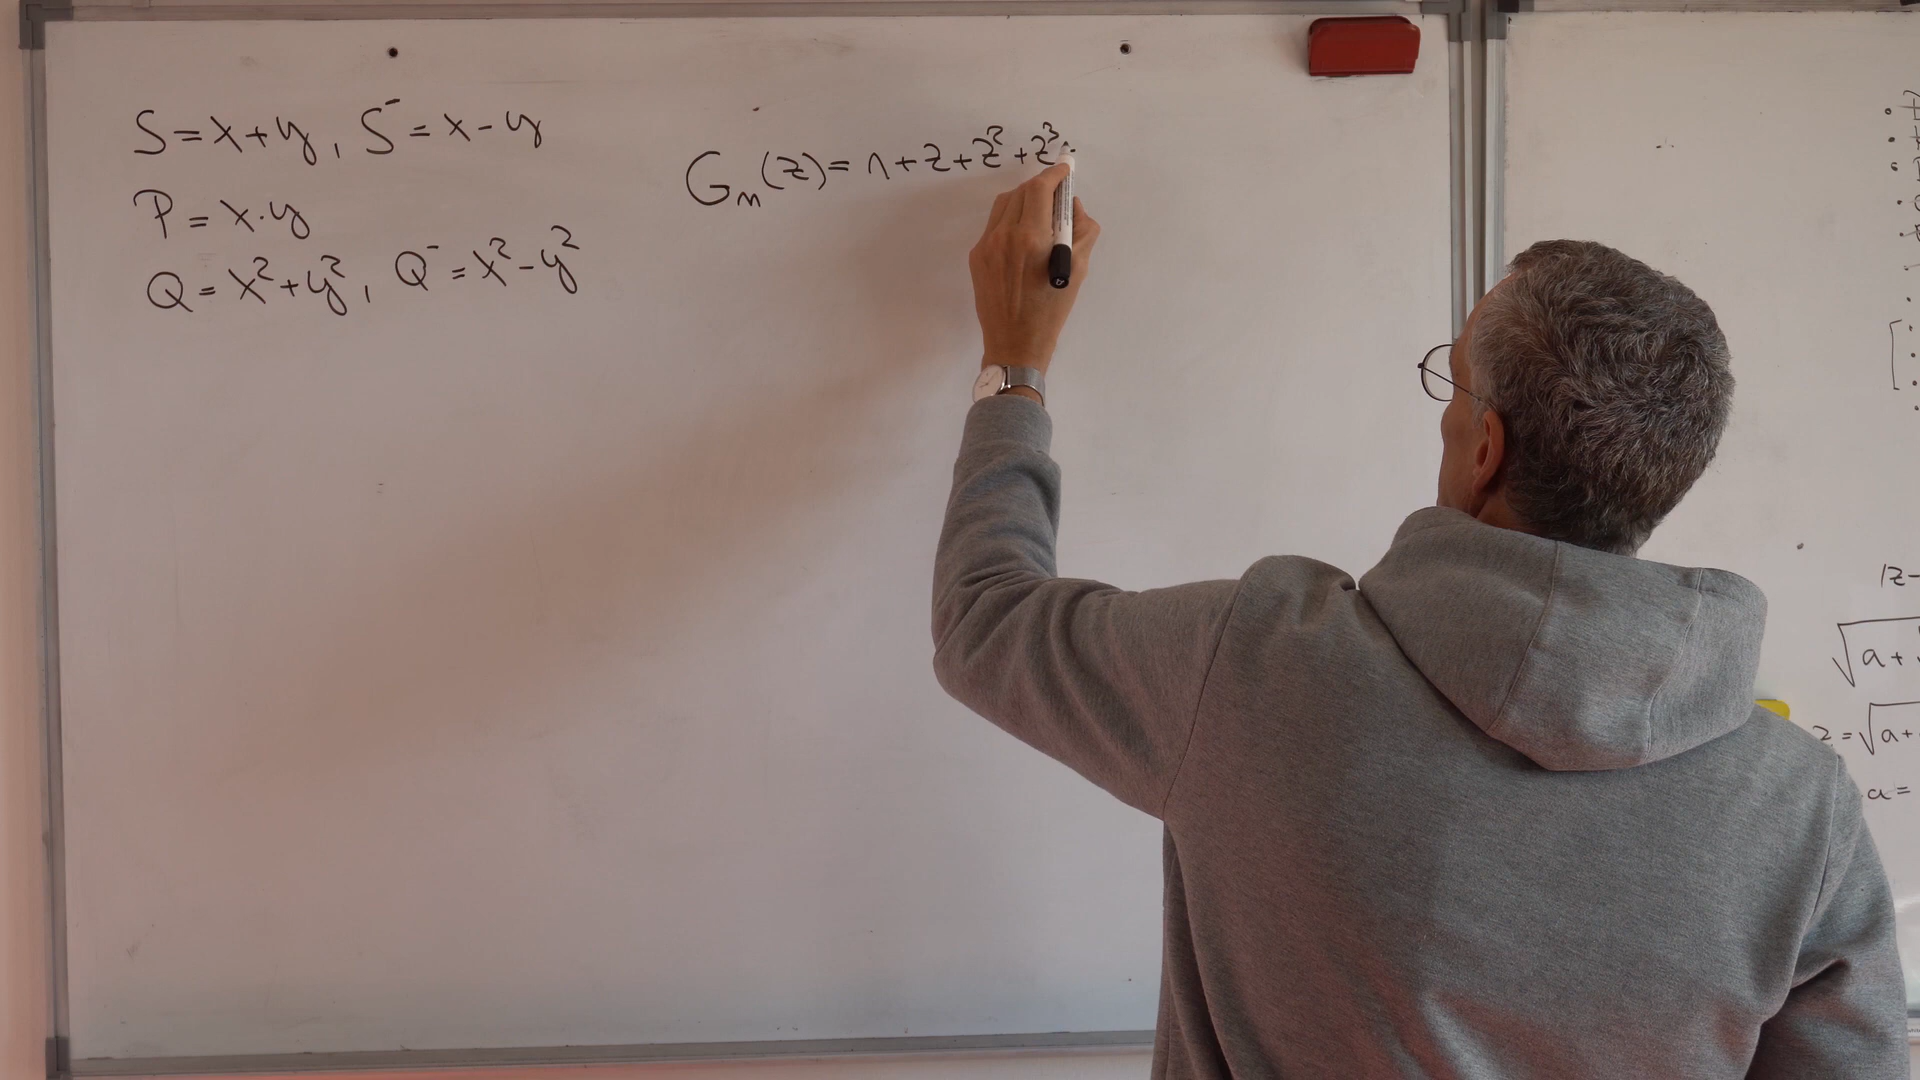 S = x + y, S⁻ = x - y
P = x · y
Q = x² + y², Q⁻ = x² - y²
Gₙ(z) = 1 + z + z² + z³
√a +
z = √a +
a =